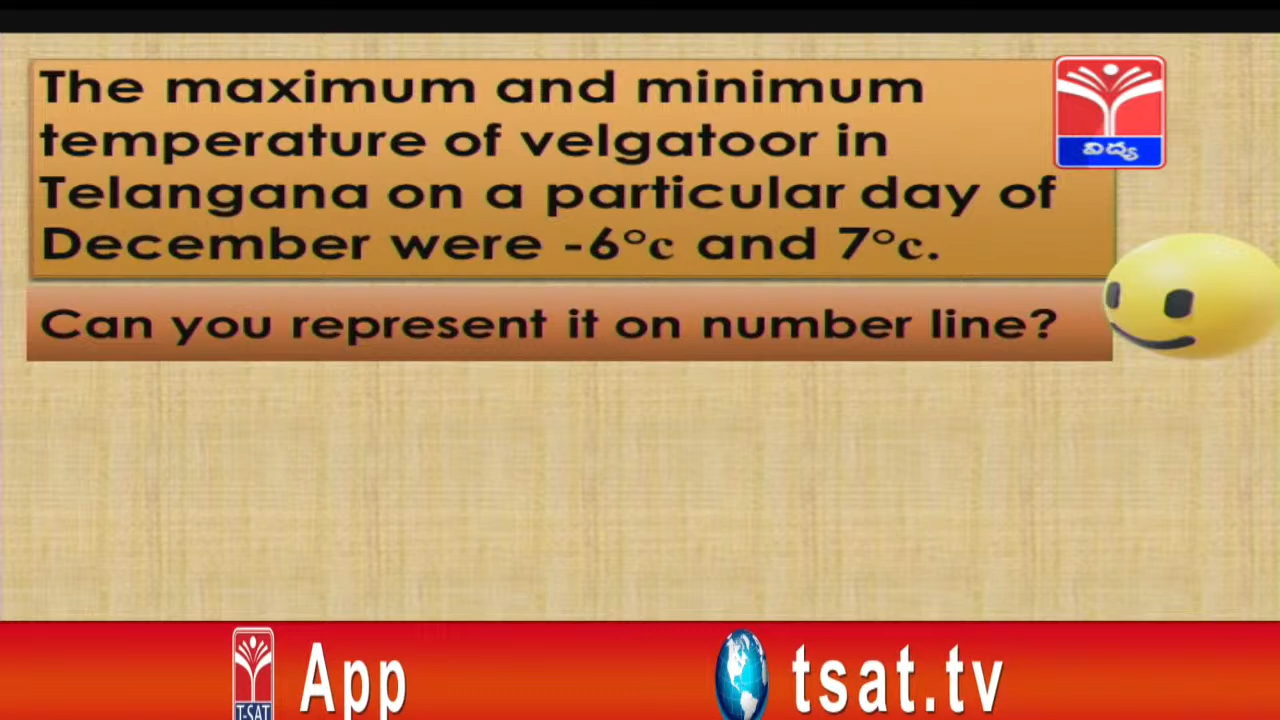 The maximum and minimum
temperature of velgatoor in
Telangana on a particular day of
December were -6°c and 7°c.
విద్య
Can you represent it on number line?
T-SAT
App
tsat.tv